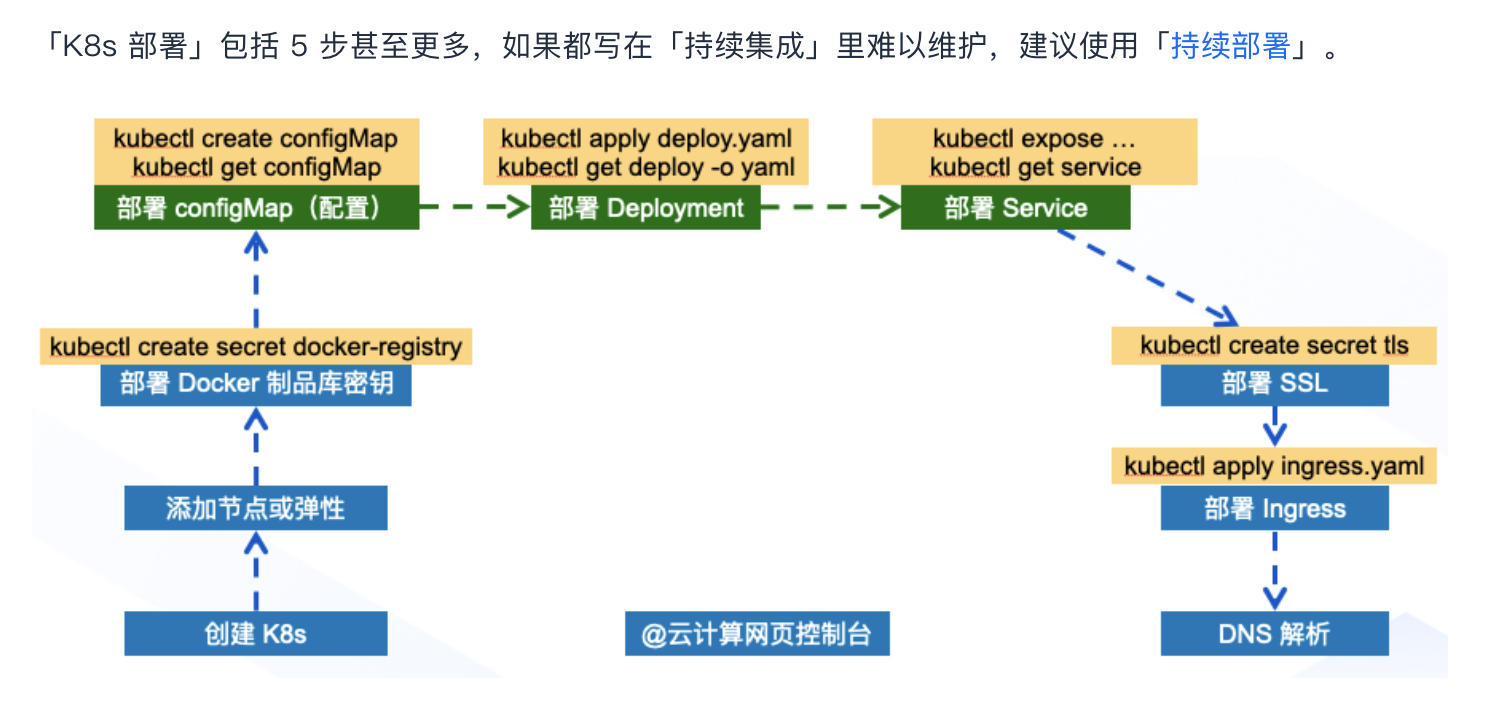 「K8s 部署」包括 5 步甚至更多，如果都写在「持续集成」里难以维护，建议使用「持续部署」。
kubectl create configMap
kubectl get configMap
部署 configMap（配置）
kubectl apply deploy.yaml
kubectl get deploy -o yaml
部署 Deployment
kubectl expose …
kubectl get service
部署 Service
kubectl create secret docker-registry
部署 Docker 制品库密钥
kubectl create secret tls
部署 SSL
kubectl apply ingress.yaml
添加节点或弹性
部署 Ingress
创建 K8s
@云计算网页控制台
DNS 解析